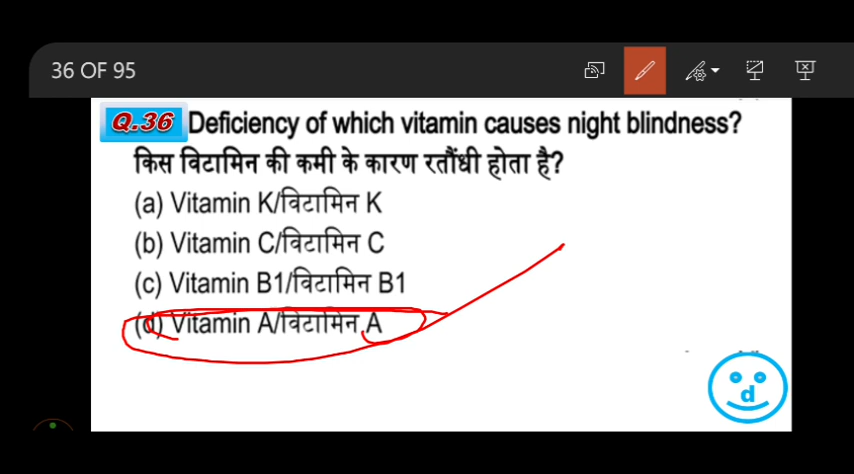 36 OF 95
Q.36 Deficiency of which vitamin causes night blindness?
किस विटामिन की कमी के कारण रतौंधी होता है?
(a) Vitamin K/विटामिन K
(b) Vitamin C/विटामिन C
(c) Vitamin B1/विटामिन B1
(d) Vitamin A/विटामिन A
d